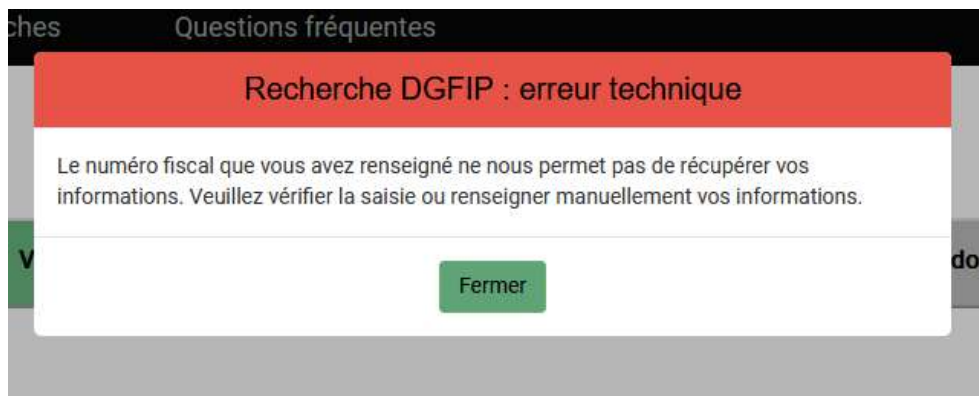 ches Questions fréquentes
Recherche DGFIP : erreur technique
Le numéro fiscal que vous avez renseigné ne nous permet pas de récupérer vos
informations. Veuillez vérifier la saisie ou renseigner manuellement vos informations.
V do
Fermer